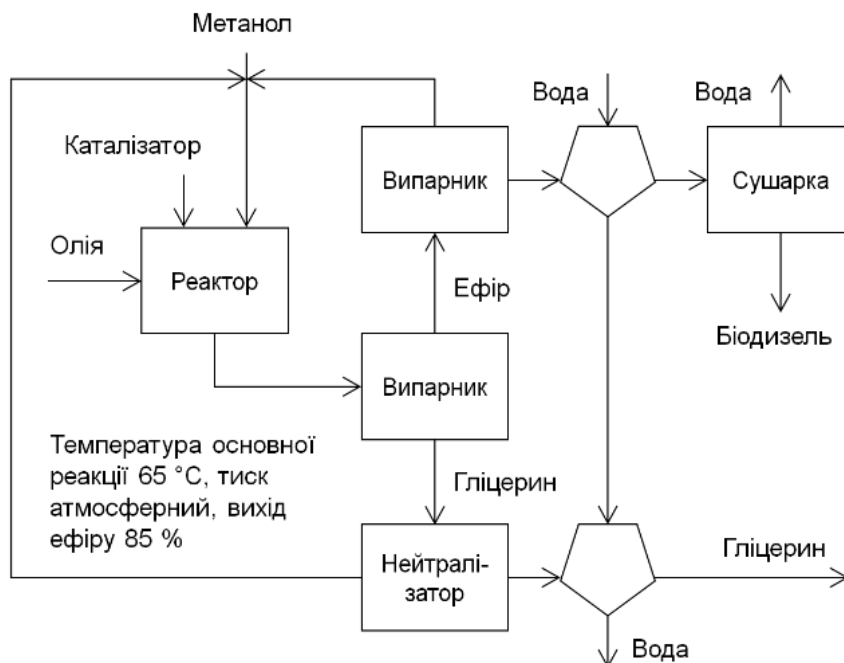 Метанол
Вода
Вода
Каталізатор
Випарник
Сушарка
Олія
Реактор
Ефір
Біодизель
Випарник
Температура основної
реакції 65 °C, тиск
атмосферний, вихід
ефіру 85 %
Гліцерин
Нейтралі-
затор
Гліцерин
Вода